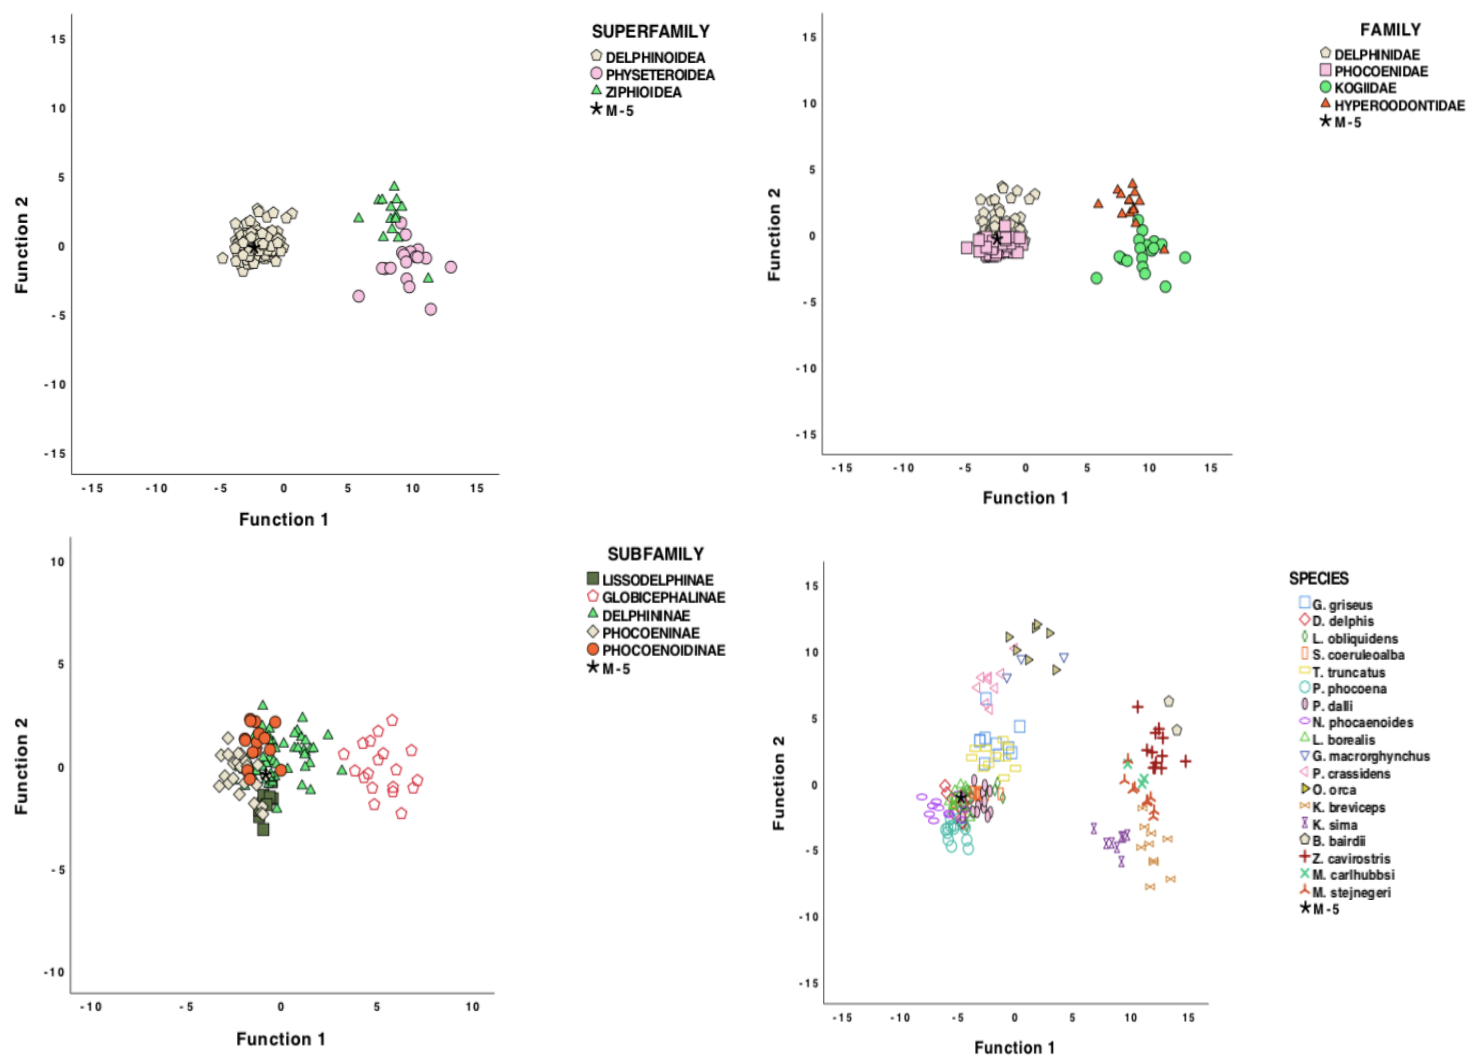 SUPERFAMILY
DELPHINOIDEA
PHYSETEROIDEA
ZIPHIOIDEA
M-5
15
10
5
0
-5
-10
-15
Function 2
-15 -10 -5 0 5 10 15
Function 1
FAMILY
DELPHINIDAE
PHOCOENIDAE
KOGIIDAE
HYPEROODONTIDAE
M-5
15
10
5
0
-5
-10
-15
Function 2
-15 -10 -5 0 5 10 15
Function 1
SUBFAMILY
LISSODELPHINAE
GLOBICEPHALINAE
DELPHININAE
PHOCOENINAE
PHOCOENOIDINAE
M-5
10
5
0
-5
-10
Function 2
-10 -5 0 5 10
Function 1
SPECIES
G. griseus
D. delphis
L. obliquidens
S. coeruleoalba
T. truncatus
P. phocoena
P. dalli
N. phocaenoides
L. borealis
G. macrorghynchus
P. crassidens
O. orca
K. breviceps
K. sima
B. bairdii
Z. cavirostris
M. carlhubbsi
M. stejnegeri
M-5
15
10
5
0
-5
-10
-15
Function 2
-15 -10 -5 0 5 10 15
Function 1